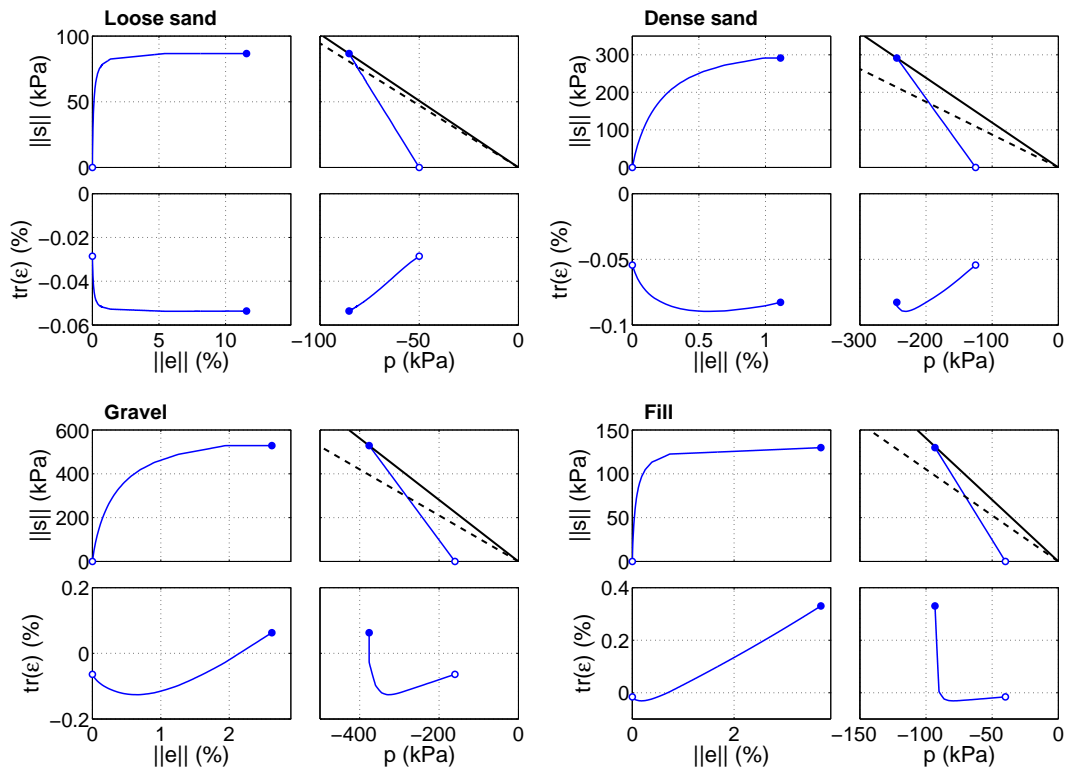 Loose sand
100
50
0
||s|| (kPa)
0
−0.02
−0.04
−0.06
tr(ε) (%)
0
5
10
||e|| (%)
−100
−50
0
p (kPa)
Dense sand
300
200
100
0
||s|| (kPa)
0
−0.05
−0.1
tr(ε) (%)
0
0.5
1
||e|| (%)
−300
−200
−100
0
p (kPa)
Gravel
600
400
200
0
||s|| (kPa)
0.2
0
−0.2
tr(ε) (%)
0
1
2
||e|| (%)
−400
−200
0
p (kPa)
Fill
150
100
50
0
||s|| (kPa)
0.4
0.2
0
−0.1
tr(ε) (%)
0
2
||e|| (%)
−150
−100
−50
0
p (kPa)